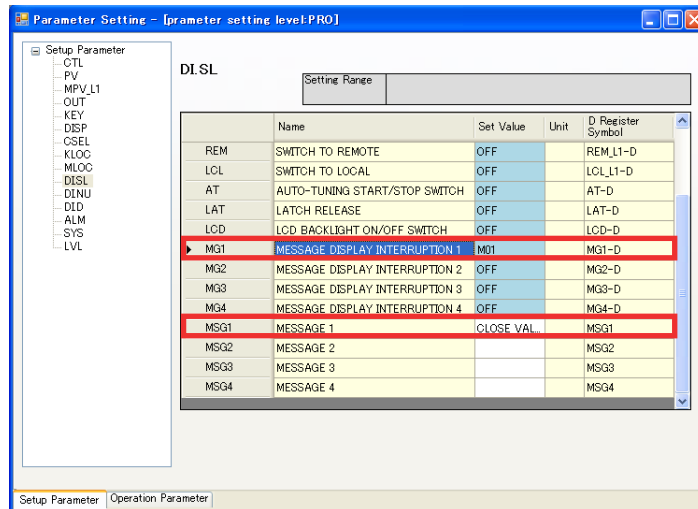 Parameter Setting - [prameter setting level:PRO]
Setup Parameter
CTL
PV
MPV_L1
OUT
KEY
DISP
CSEL
KLOC
MLOC
DISL
DINU
DID
ALM
SYS
LVL
DI.SL
Setting Range
Name Set Value Unit D Register Symbol
REM SWITCH TO REMOTE OFF REM_L1-D
LCL SWITCH TO LOCAL OFF LCL_L1-D
AT AUTO-TUNING START/STOP SWITCH OFF AT-D
LAT LATCH RELEASE OFF LAT-D
LCD LCD BACKLIGHT ON/OFF SWITCH OFF LCD-D
MG1 MESSAGE DISPLAY INTERRUPTION 1 M01 MG1-D
MG2 MESSAGE DISPLAY INTERRUPTION 2 OFF MG2-D
MG3 MESSAGE DISPLAY INTERRUPTION 3 OFF MG3-D
MG4 MESSAGE DISPLAY INTERRUPTION 4 OFF MG4-D
MSG1 MESSAGE 1 CLOSE VAL... MSG1
MSG2 MESSAGE 2 MSG2
MSG3 MESSAGE 3 MSG3
MSG4 MESSAGE 4 MSG4
Setup Parameter Operation Parameter